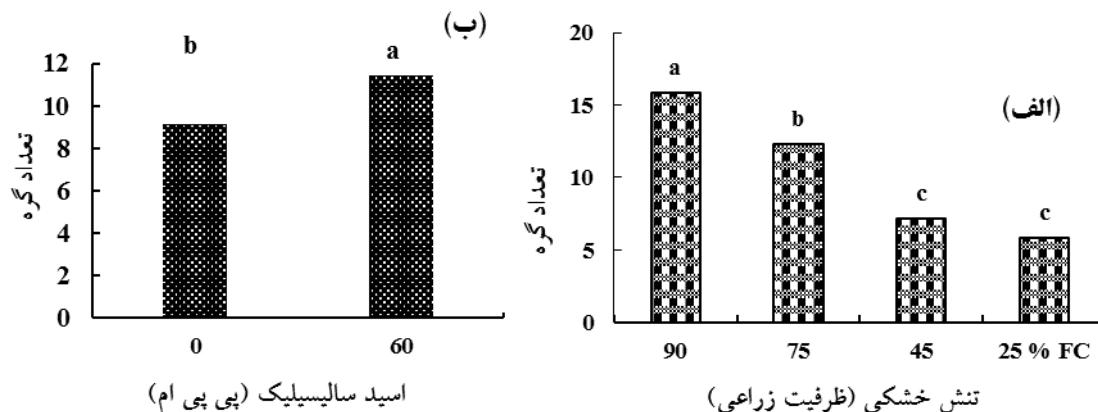 (الف)
تعداد گره
20
15
10
5
0
a
b
c
c
90 75 45 25 % FC
تنش خشکی (ظرفیت زراعی)
(ب)
تعداد گره
12
10
8
6
4
2
0
b
a
0 60
اسید سالیسیلیک (پی پی ام)